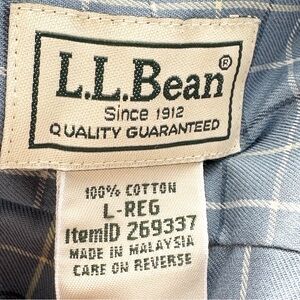 L.L.Bean®
Since 1912
QUALITY GUARANTEED
100% COTTON
L-REG
ItemID 269337
MADE IN MALAYSIA
CARE ON REVERSE